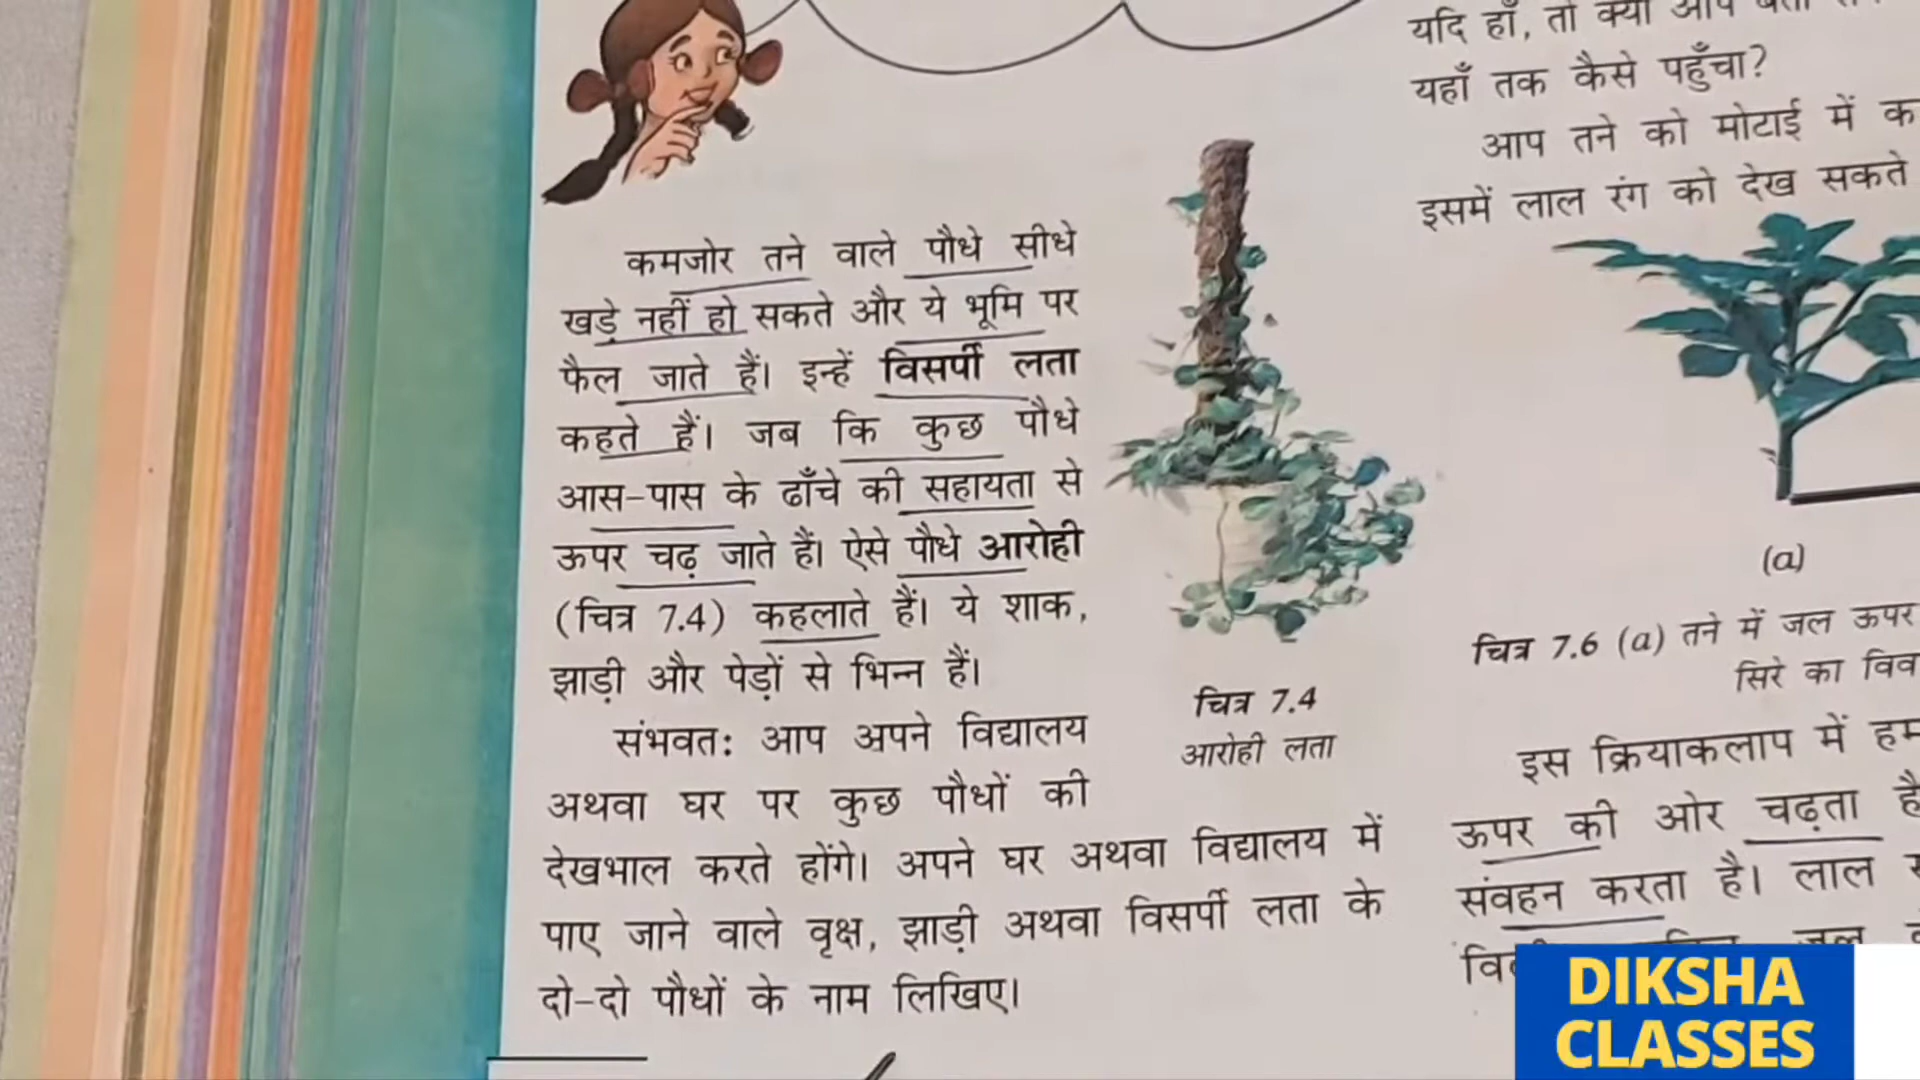 कमजोर तने वाले पौधे सीधे
खड़े नहीं हो सकते और ये भूमि पर
फैल जाते हैं। इन्हें विसर्पी लता
कहते हैं। जब कि कुछ पौधे
आस-पास के ढाँचे की सहायता से
ऊपर चढ़ जाते हैं। ऐसे पौधे आरोही
(चित्र 7.4) कहलाते हैं। ये शाक,
झाड़ी और पेड़ों से भिन्न हैं।
संभवत: आप अपने विद्यालय
अथवा घर पर कुछ पौधों की
देखभाल करते होंगे। अपने घर अथवा विद्यालय में
पाए जाने वाले वृक्ष, झाड़ी अथवा विसर्पी लता के
दो-दो पौधों के नाम लिखिए।
चित्र 7.4
आरोही लता
यदि हाँ, तो क्या आप
यहाँ तक कैसे पहुँचा?
आप तने को मोटाई में
इसमें लाल रंग को देख सकते
(a)
चित्र 7.6 (a) तने में जल ऊपर
सिरे का
इस क्रियाकलाप में हम
ऊपर की ओर चढ़ता है
संवहन करता है। लाल
जल
DIKSHA
CLASSES